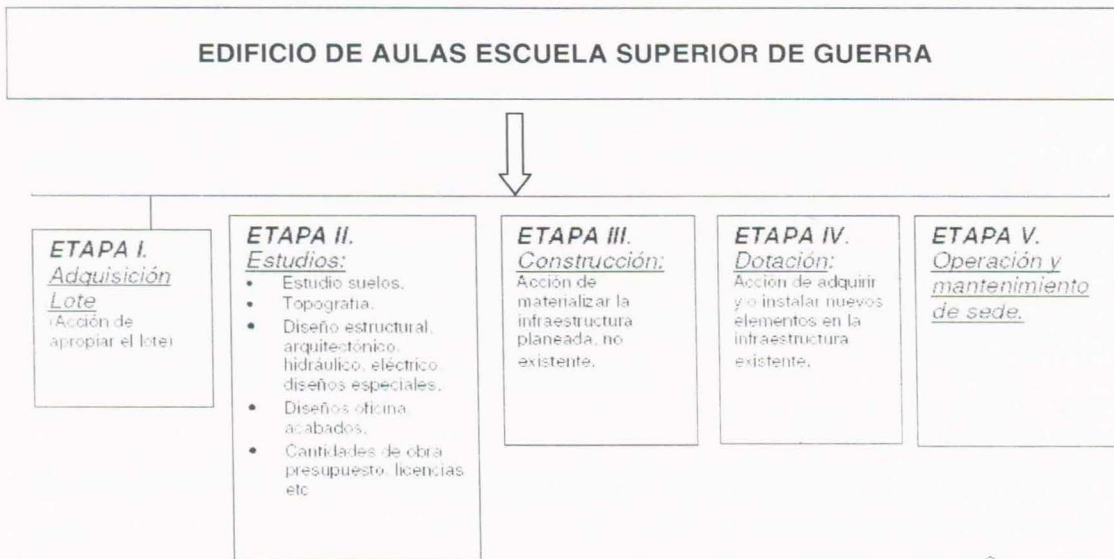 EDIFICIO DE AULAS ESCUELA SUPERIOR DE GUERRA
ETAPA I.
Adquisición
Lote
(Acción de
apropiar el lote)
ETAPA II.
Estudios:
• Estudio suelos.
• Topografía.
• Diseño estructural,
arquitectónico,
hidráulico, eléctrico,
diseños especiales.
• Diseños oficina,
acabados.
• Cantidades de obra
presupuesto, licencias
etc
ETAPA III.
Construcción:
Acción de
materializar la
infraestructura
planeada, no
existente.
ETAPA IV.
Dotación:
Acción de adquirir
y o instalar nuevos
elementos en la
infraestructura
existente.
ETAPA V.
Operación y
mantenimiento
de sede.